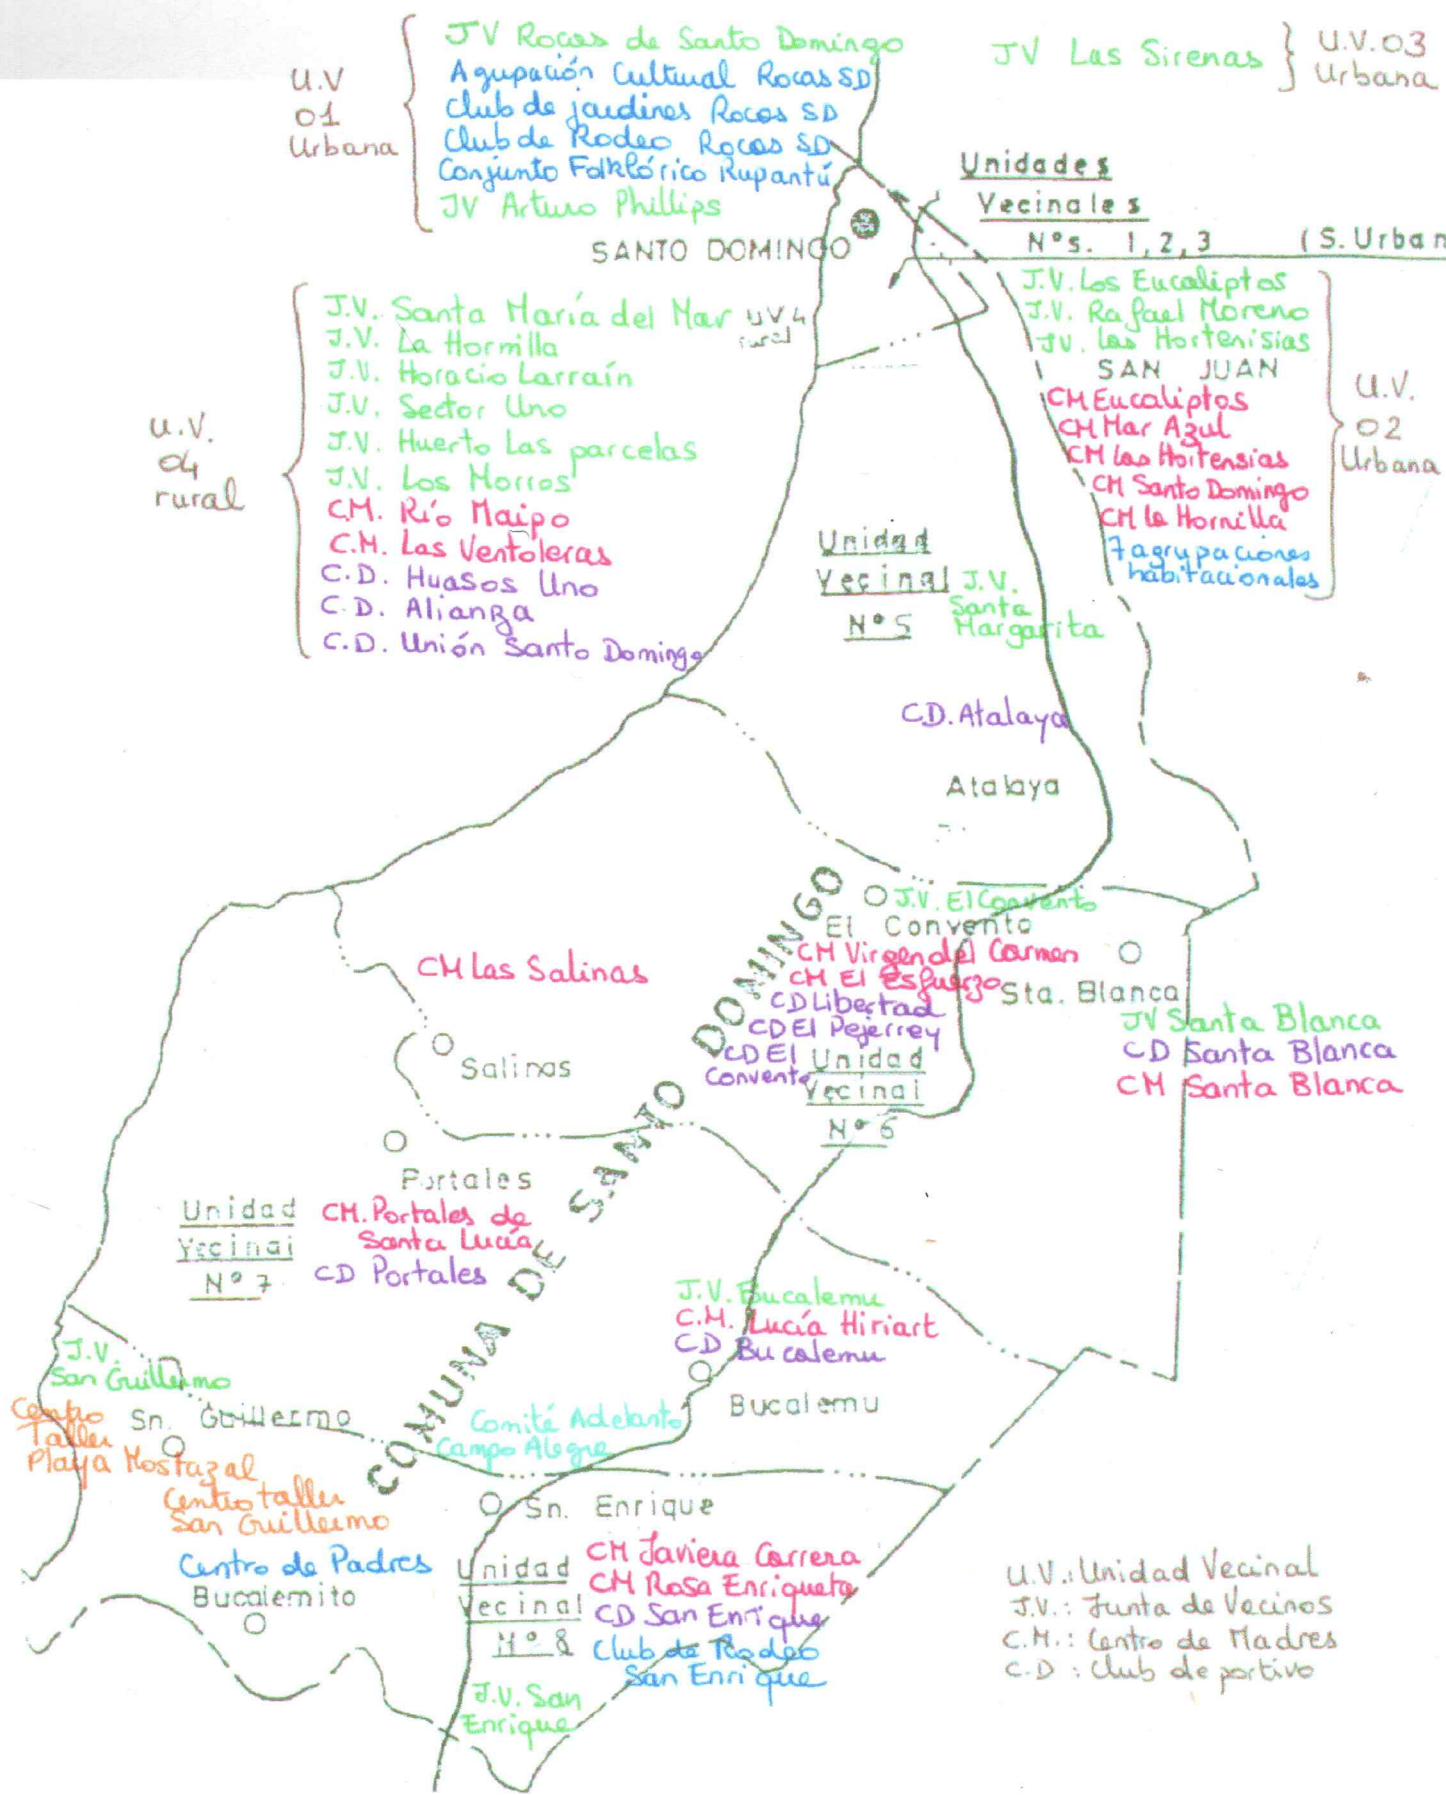 JV Rocas de Santo Domingo
Agupación Cultural Rocas SD
Club de jardines Rocas SD
Club de Rodeo Rocas SD
Conjunto Folklórico Rupantú
JV Arturo Phillips
U.V
01
Urbana
JV Las Sirenas
U.V.03
Urbana
Unidades
Vecinales
Nºs. 1,2,3 (S.Urban
SANTO DOMINGO
J.V. Santa María del Mar
UV4
rural
J.V. La Hornilla
J.V. Horacio Larraín
J.V. Sector Uno
J.V. Huerto Las parcelas
J.V. Los Morros
C.M. Río Maipo
C.M. Las Ventoleras
C.D. Huasos Uno
C.D. Alianza
C.D. Unión Santo Domingo
U.V.
04
rural
J.V. Los Eucaliptos
J.V. Rafael Moreno
JV. Las Hortenisias
SAN JUAN
CM Eucaliptos
CM Mar Azul
CM Las Hortensias
CM Santo Domingo
CM la Hornilla
7 agrupaciones
habitacionales
U.V.
02
Urbana
Unidad
Vecinal
Nº 5
J.V.
Santa
Margarita
C.D. Atalaya
Atalaya
J.V. El Convento
El Convento
CM Virgen del Carmen
CM El Esfuerzo
CD Libertad
CD El Pejerrey
CD El
Convento
Unidad
Vecinal
Nº 6
Sta. Blanca
JV Santa Blanca
CD Santa Blanca
CM Santa Blanca
COMUNA DE SANTO DOMINGO
CM Las Salinas
Salinas
Portales
Unidad
Vecinal
Nº 7
CM. Portales de
Santa Lucía
CD Portales
J.V. Bucalemu
C.M. Lucía Hiriart
CD Bucalemu
Bucalemu
J.V.
San Guillermo
Sn. Guillermo
Centro
Taller
Playa Mostazal
Centro taller
San Guillermo
Comité Adelanto
Campo Alegre
Centro de Padres
Bucalemito
Sn. Enrique
Unidad
Vecinal
Nº 8
CM Javiera Carrera
CM Rosa Enriqueta
CD San Enrique
Club de Rodeo
San Enrique
J.V. San
Enrique
U.V.: Unidad Vecinal
J.V.: Junta de Vecinos
C.M.: Centro de Madres
C.D : Club deportivo